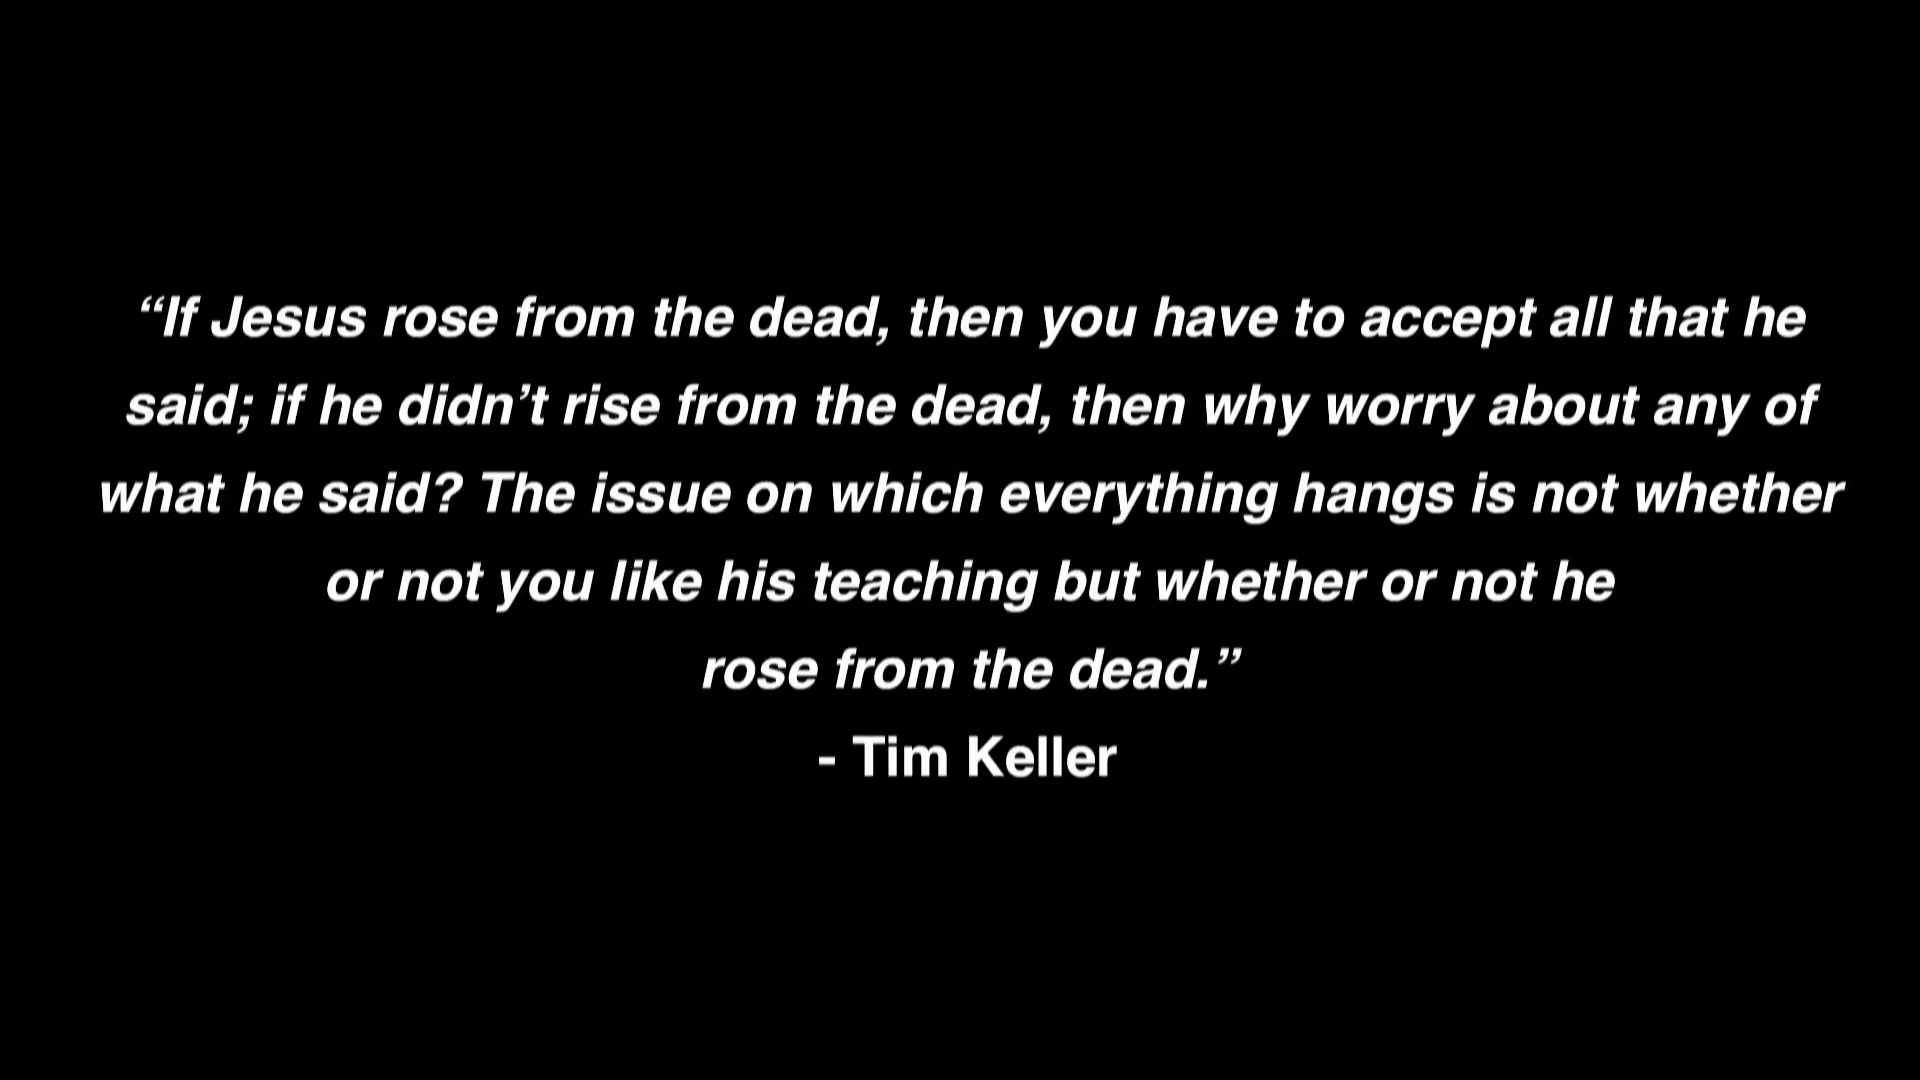 “If Jesus rose from the dead, then you have to accept all that he
said; if he didn’t rise from the dead, then why worry about any of
what he said? The issue on which everything hangs is not whether
or not you like his teaching but whether or not he
rose from the dead.”
- Tim Keller